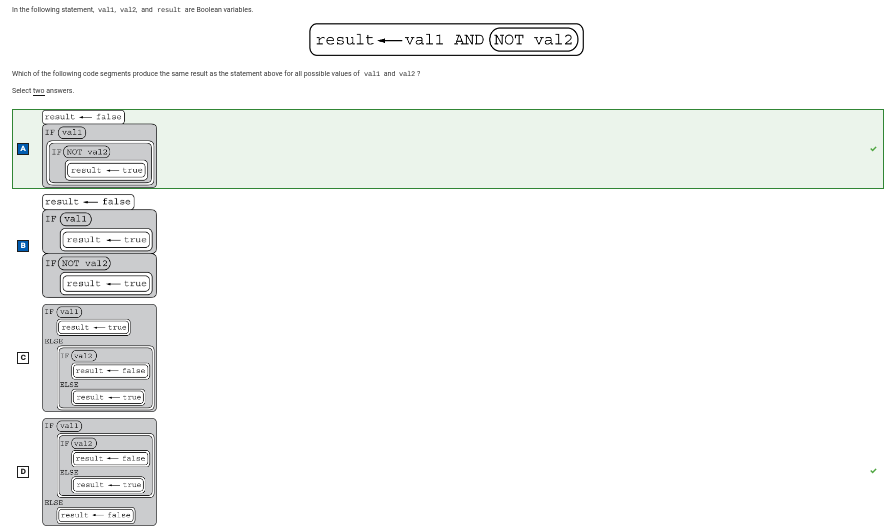 In the following statement, val1, val2, and result are Boolean variables.
result ← val1 AND NOT val2
Which of the following code segments produce the same result as the statement above for all possible values of val1 and val2 ?
Select two answers.
A
result ← false
IF val1
IF NOT val2
result ← true
B
result ← false
IF val1
result ← true
IF NOT val2
result ← true
C
IF val1
result ← true
ELSE
IF val2
result ← false
ELSE
result ← true
D
IF val1
IF val2
result ← false
ELSE
result ← true
ELSE
result ← false